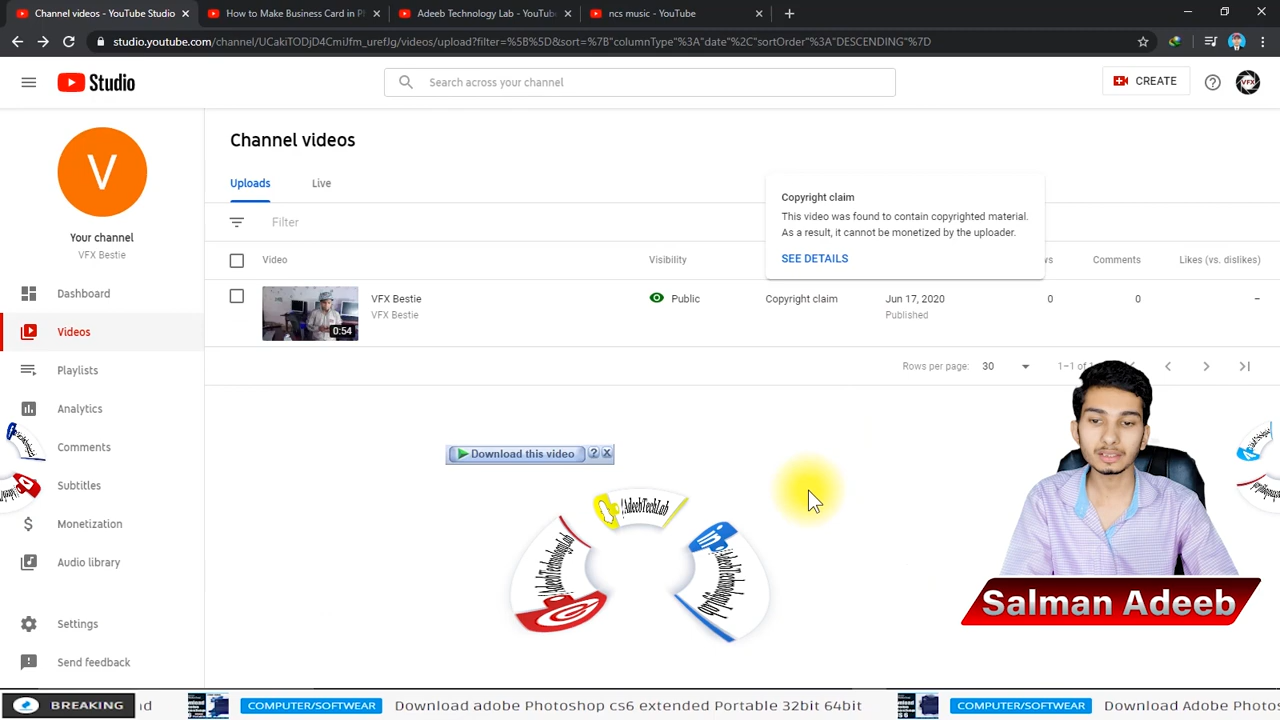 Channel videos - YouTube Studio
How to Make Business Card in P
Adeeb Technology Lab - YouTube
ncs music - YouTube
studio.youtube.com/channel/UCakiTODjD4CmiJfm_urefJg/videos/upload?filter=%5B%5D&sort=%7B"columnType"%3A"date"%2C"sortOrder"%3A"DESCENDING"%7D
Studio
Search across your channel
CREATE
VFX
V
Your channel
VFX Bestie
Dashboard
Videos
Playlists
Analytics
Comments
Subtitles
Monetization
Audio library
Settings
Send feedback
Channel videos
Uploads Live
Filter
Copyright claim
This video was found to contain copyrighted material.
As a result, it cannot be monetized by the uploader.
SEE DETAILS
Video Visibility Comments Likes (vs. dislikes)
0:54
VFX Bestie Public Copyright claim Jun 17, 2020 0 0 –
VFX Bestie Published
Rows per page: 30
Download this video ? X
/AdeebTechLab
Salman Adeeb
BREAKING
COMPUTER/SOFTWEAR Download adobe Photoshop cs6 extended Portable 32bit 64bit
COMPUTER/SOFTWEAR Download Adobe